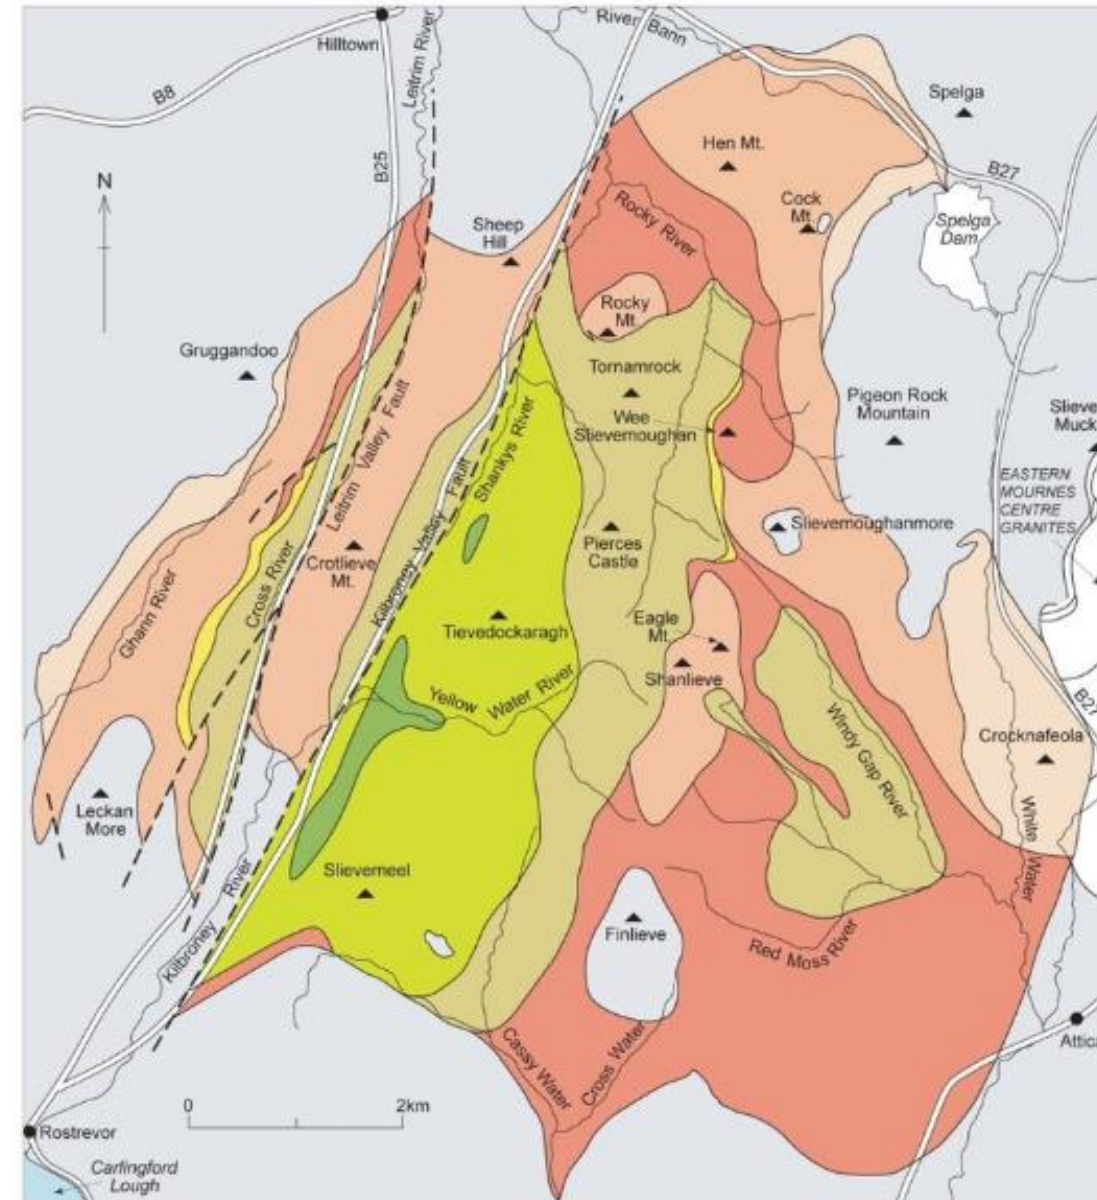 River Bann
Hilltown
Leitrim River
B8
Spelga
Hen Mt.
B27
B25
N
Cock
Mt.
Rocky River
Spelga
Dam
Sheep
Hill
Rocky
Mt.
Gruggandoo
Tornamrock
Pigeon Rock
Mountain
Slieve
Muck
Wee
Slievemoughan
Leitrim Valley Fault
Shankys River
Kilbroney Valley Fault
EASTERN
MOURNES
CENTRE
GRANITES
Slievemoughanmore
Pierces
Castle
Crotlieve
Mt.
Cross River
Ghann River
Tievedockaragh
Eagle
Mt.
Shanlieve
Yellow Water River
Windy Gap River
B27
Crocknafeola
Leckan
More
White Water
Slievemeel
Kilbroney River
Finlieve
Red Moss River
Cassy Water
Cross Water
Attica
0 2km
Rostrevor
Carlingford
Lough